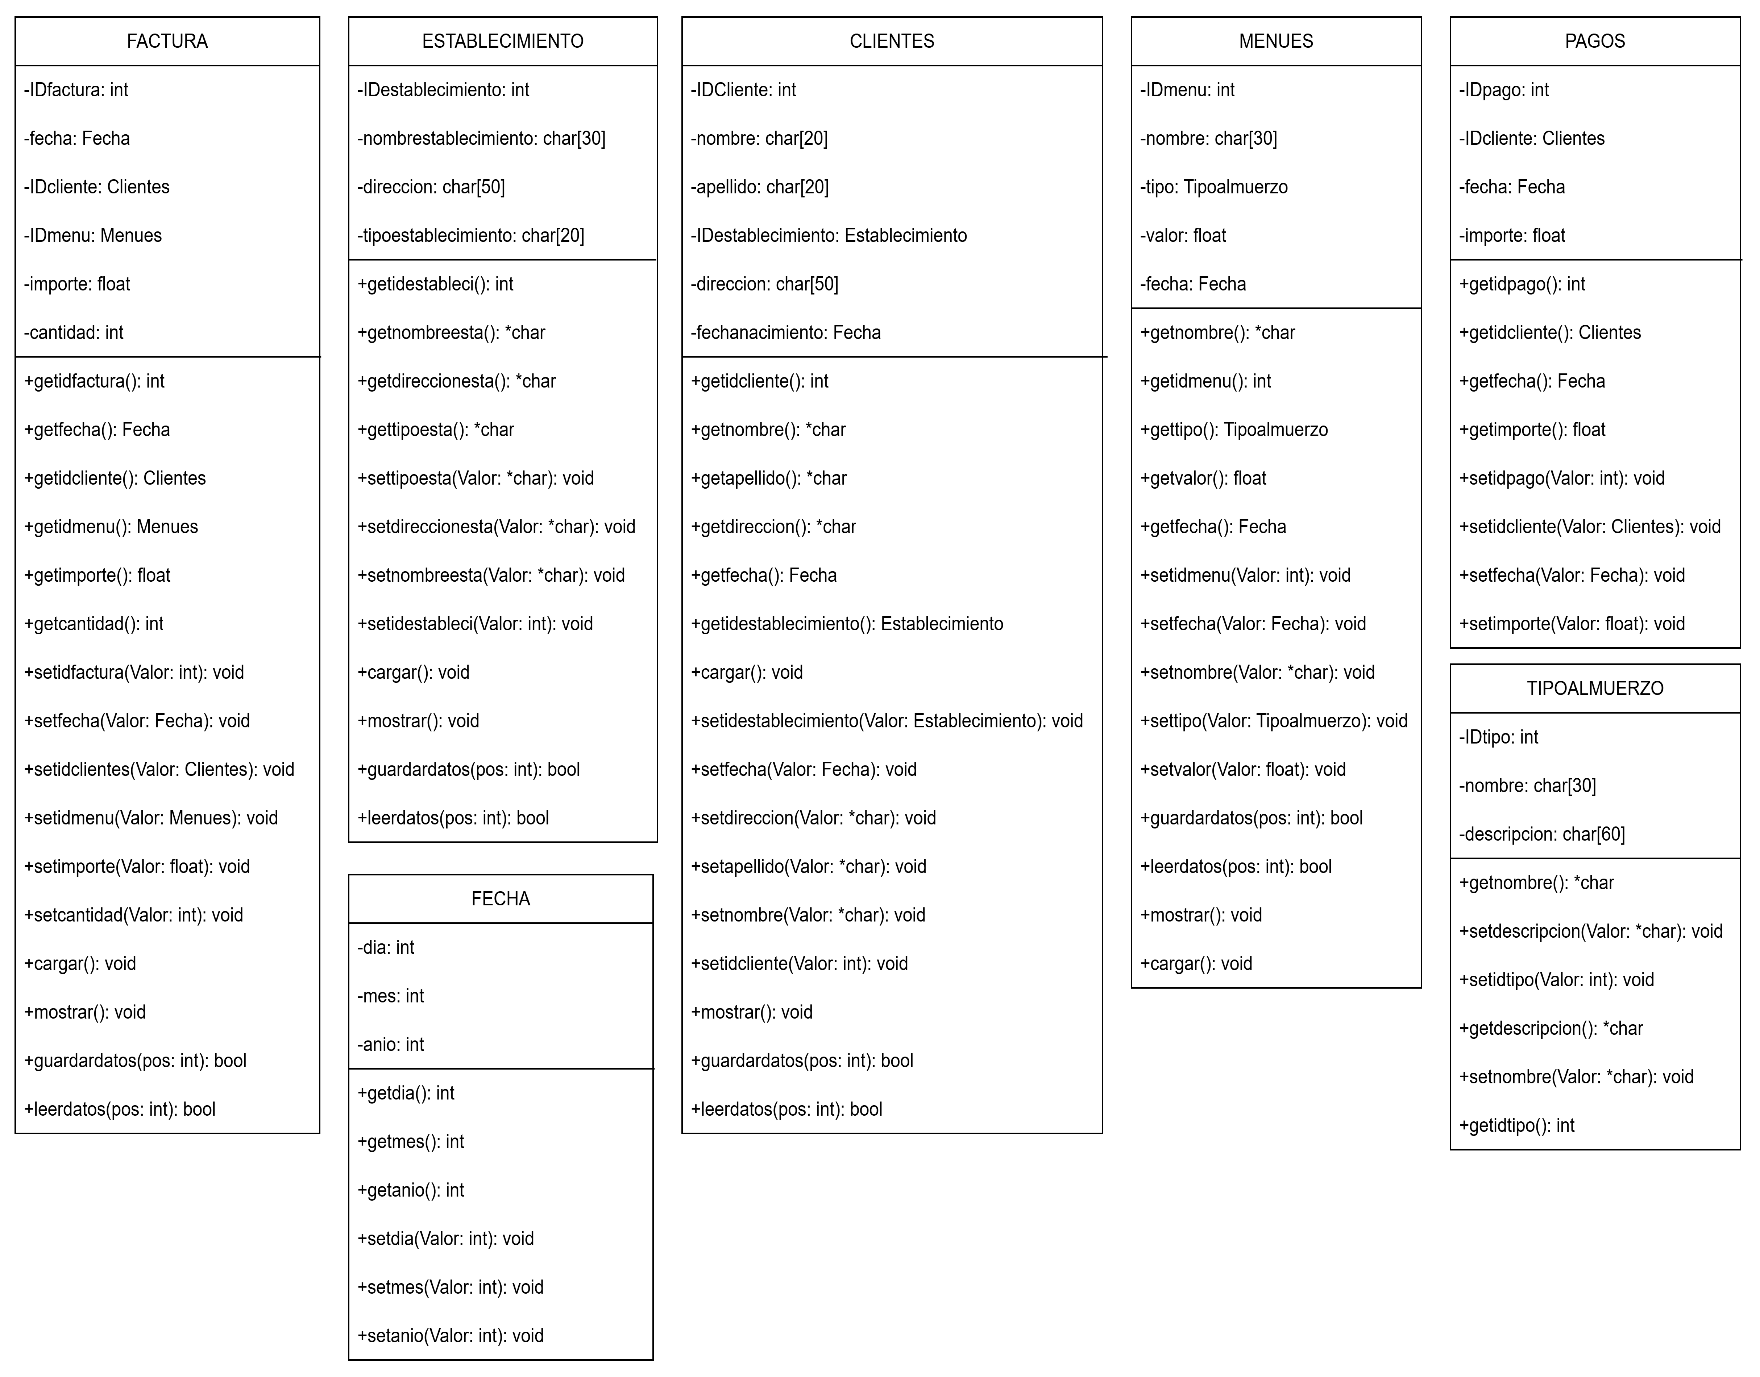 FACTURA
-IDfactura: int
-fecha: Fecha
-IDcliente: Clientes
-IDmenu: Menues
-importe: float
-cantidad: int
+getidfactura(): int
+getfecha(): Fecha
+getidcliente(): Clientes
+getidmenu(): Menues
+getimporte(): float
+getcantidad(): int
+setidfactura(Valor: int): void
+setfecha(Valor: Fecha): void
+setidclientes(Valor: Clientes): void
+setidmenu(Valor: Menues): void
+setimporte(Valor: float): void
+setcantidad(Valor: int): void
+cargar(): void
+mostrar(): void
+guardardatos(pos: int): bool
+leerdatos(pos: int): bool
ESTABLECIMIENTO
-IDestablecimiento: int
-nombrestablecimiento: char[30]
-direccion: char[50]
-tipoestablecimiento: char[20]
+getidestableci(): int
+getnombreesta(): *char
+getdireccionesta(): *char
+gettipoesta(): *char
+settipoesta(Valor: *char): void
+setdireccionesta(Valor: *char): void
+setnombreesta(Valor: *char): void
+setidestableci(Valor: int): void
+cargar(): void
+mostrar(): void
+guardardatos(pos: int): bool
+leerdatos(pos: int): bool
FECHA
-dia: int
-mes: int
-anio: int
+getdia(): int
+getmes(): int
+getanio(): int
+setdia(Valor: int): void
+setmes(Valor: int): void
+setanio(Valor: int): void
CLIENTES
-IDCliente: int
-nombre: char[20]
-apellido: char[20]
-IDestablecimiento: Establecimiento
-direccion: char[50]
-fechanacimiento: Fecha
+getidcliente(): int
+getnombre(): *char
+getapellido(): *char
+getdireccion(): *char
+getfecha(): Fecha
+getidestablecimiento(): Establecimiento
+cargar(): void
+setidestablecimiento(Valor: Establecimiento): void
+setfecha(Valor: Fecha): void
+setdireccion(Valor: *char): void
+setapellido(Valor: *char): void
+setnombre(Valor: *char): void
+setidcliente(Valor: int): void
+mostrar(): void
+guardardatos(pos: int): bool
+leerdatos(pos: int): bool
MENUES
-IDmenu: int
-nombre: char[30]
-tipo: Tipoalmuerzo
-valor: float
-fecha: Fecha
+getnombre(): *char
+getidmenu(): int
+gettipo(): Tipoalmuerzo
+getvalor(): float
+getfecha(): Fecha
+setidmenu(Valor: int): void
+setfecha(Valor: Fecha): void
+setnombre(Valor: *char): void
+settipo(Valor: Tipoalmuerzo): void
+setvalor(Valor: float): void
+guardardatos(pos: int): bool
+leerdatos(pos: int): bool
+mostrar(): void
+cargar(): void
PAGOS
-IDpago: int
-IDcliente: Clientes
-fecha: Fecha
-importe: float
+getidpago(): int
+getidcliente(): Clientes
+getfecha(): Fecha
+getimporte(): float
+setidpago(Valor: int): void
+setidcliente(Valor: Clientes): void
+setfecha(Valor: Fecha): void
+setimporte(Valor: float): void
TIPOALMUERZO
-IDtipo: int
-nombre: char[30]
-descripcion: char[60]
+getnombre(): *char
+setdescripcion(Valor: *char): void
+setidtipo(Valor: int): void
+getdescripcion(): *char
+setnombre(Valor: *char): void
+getidtipo(): int